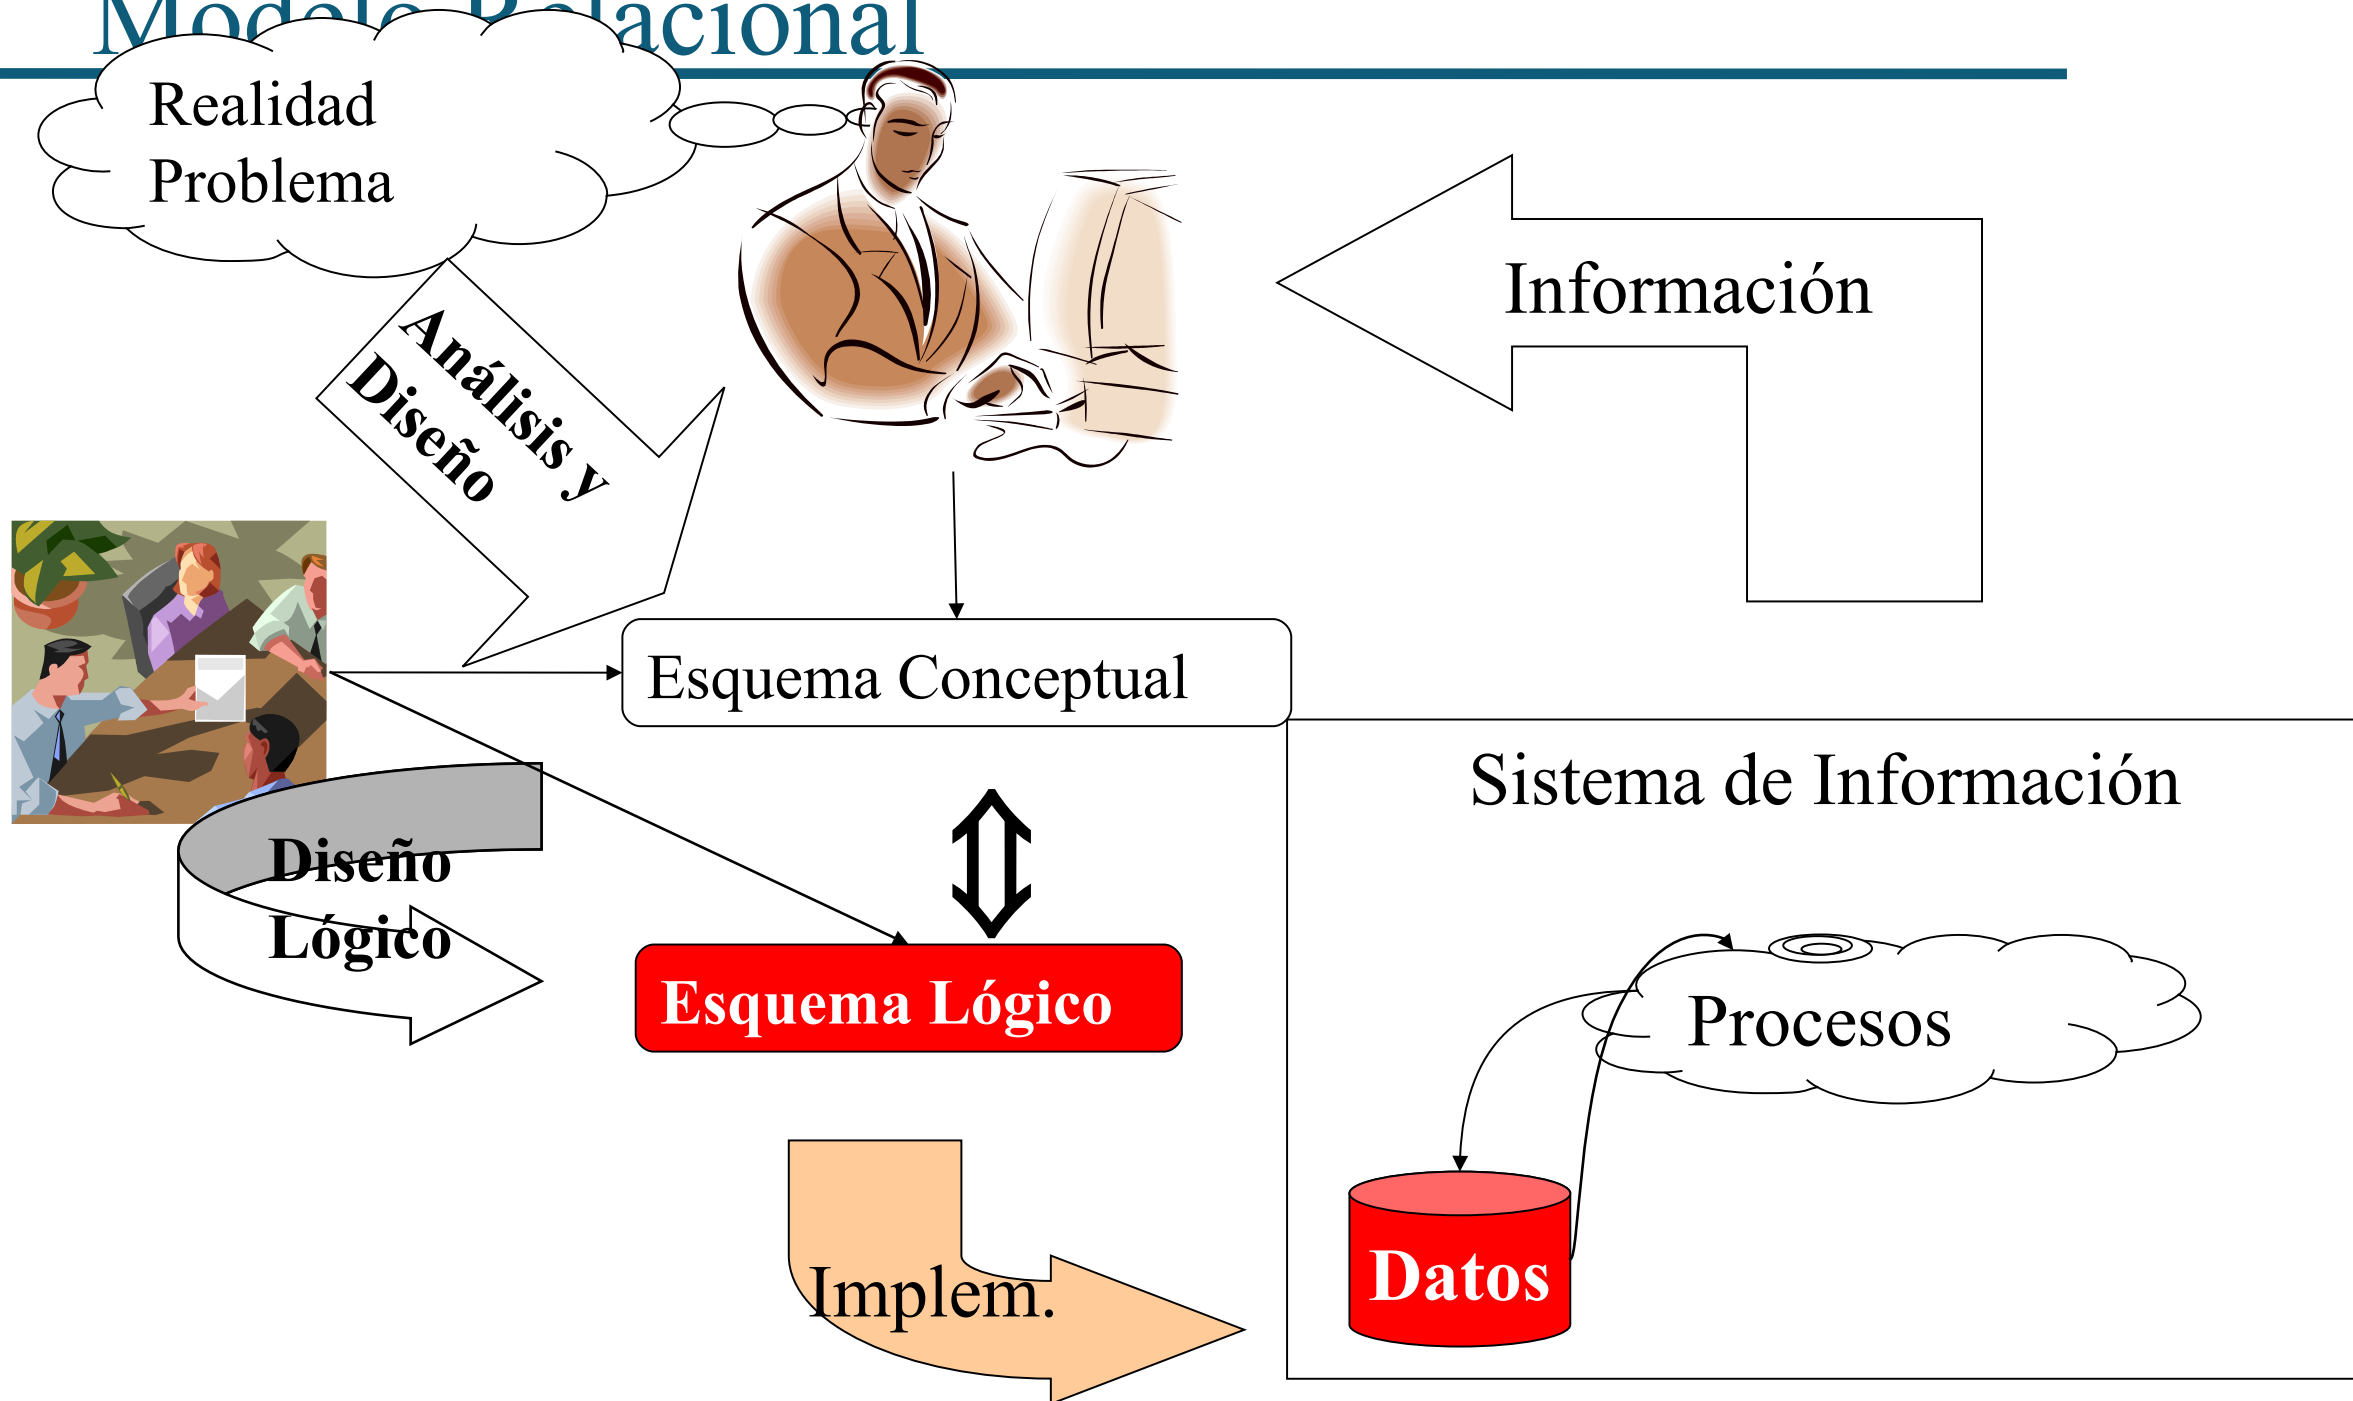 Modelo Relacional
Realidad
Problema
Información
Análisis y
Diseño
Esquema Conceptual
Sistema de Información
Diseño
Lógico
Esquema Lógico
Procesos
Datos
Implem.